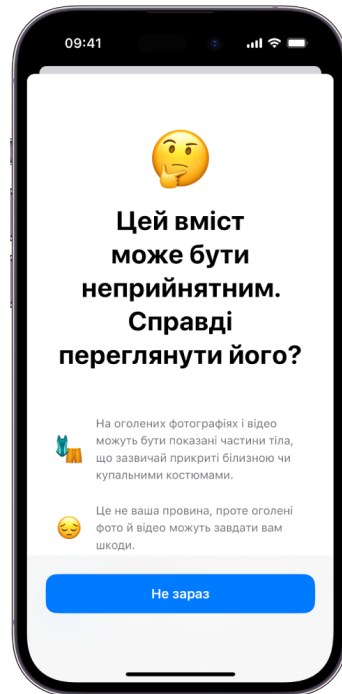 09:41
Цей вміст
може бути
неприйнятним.
Справді
переглянути його?
На оголених фотографіях і відео
можуть бути показані частини тіла,
що зазвичай прикриті білизною чи
купальними костюмами.
Це не ваша провина, проте оголені
фото й відео можуть завдати вам
шкоди.
Не зараз